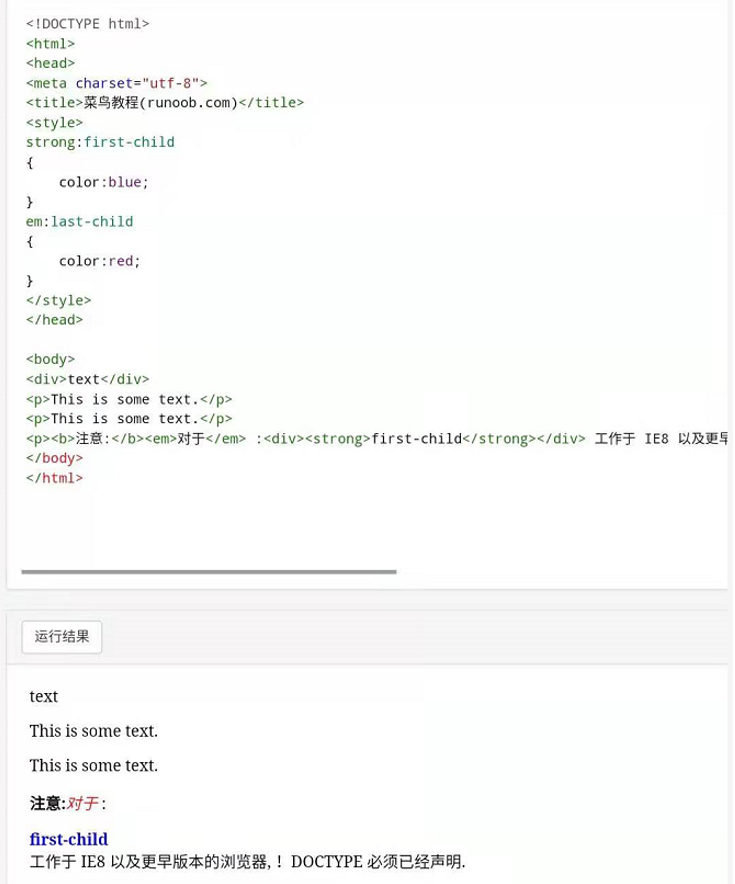 <!DOCTYPE html>
<html>
<head>
<meta charset="utf-8">
<title>菜鸟教程(runoob.com)</title>
<style>
strong:first-child
{
    color:blue;
}
em:last-child
{
    color:red;
}
</style>
</head>

<body>
<div>text</div>
<p>This is some text.</p>
<p>This is some text.</p>
<p><b>注意:</b><em>对于</em> :<div><strong>first-child</strong></div> 工作于 IE8 以及更早
</body>
</html>
运行结果
text
This is some text.
This is some text.
注意:对于 :
first-child
工作于 IE8 以及更早版本的浏览器, ！ DOCTYPE 必须已经声明.